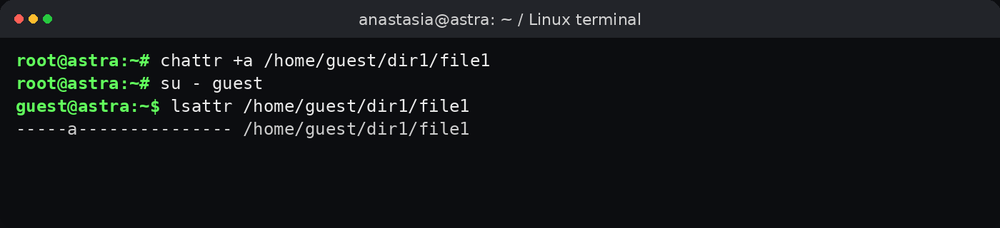 anastasia@astra: ~ / Linux terminal
root@astra:~# chattr +a /home/guest/dir1/file1
root@astra:~# su - guest
guest@astra:~$ lsattr /home/guest/dir1/file1
-----a--------------- /home/guest/dir1/file1